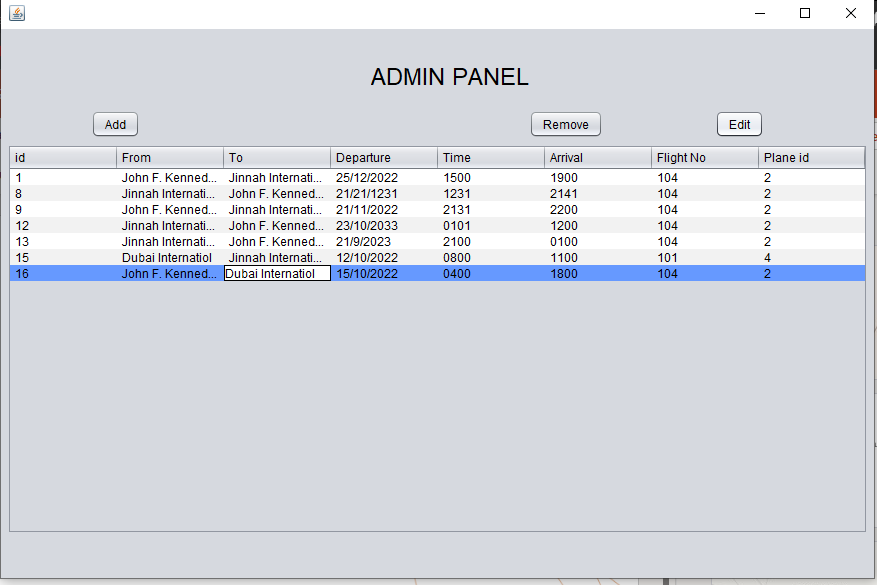 ADMIN PANEL
Add Remove Edit
id From To Departure Time Arrival Flight No Plane id
1 John F. Kenned... Jinnah Internati... 25/12/2022 1500 1900 104 2
8 Jinnah Internati... John F. Kenned... 21/21/1231 1231 2141 104 2
9 John F. Kenned... Jinnah Internati... 21/11/2022 2131 2200 104 2
12 Jinnah Internati... John F. Kenned... 23/10/2033 0101 1200 104 2
13 Jinnah Internati... John F. Kenned... 21/9/2023 2100 0100 104 2
15 Dubai Internatiol Jinnah Internati... 12/10/2022 0800 1100 101 4
16 John F. Kenned... Dubai Internatiol 15/10/2022 0400 1800 104 2